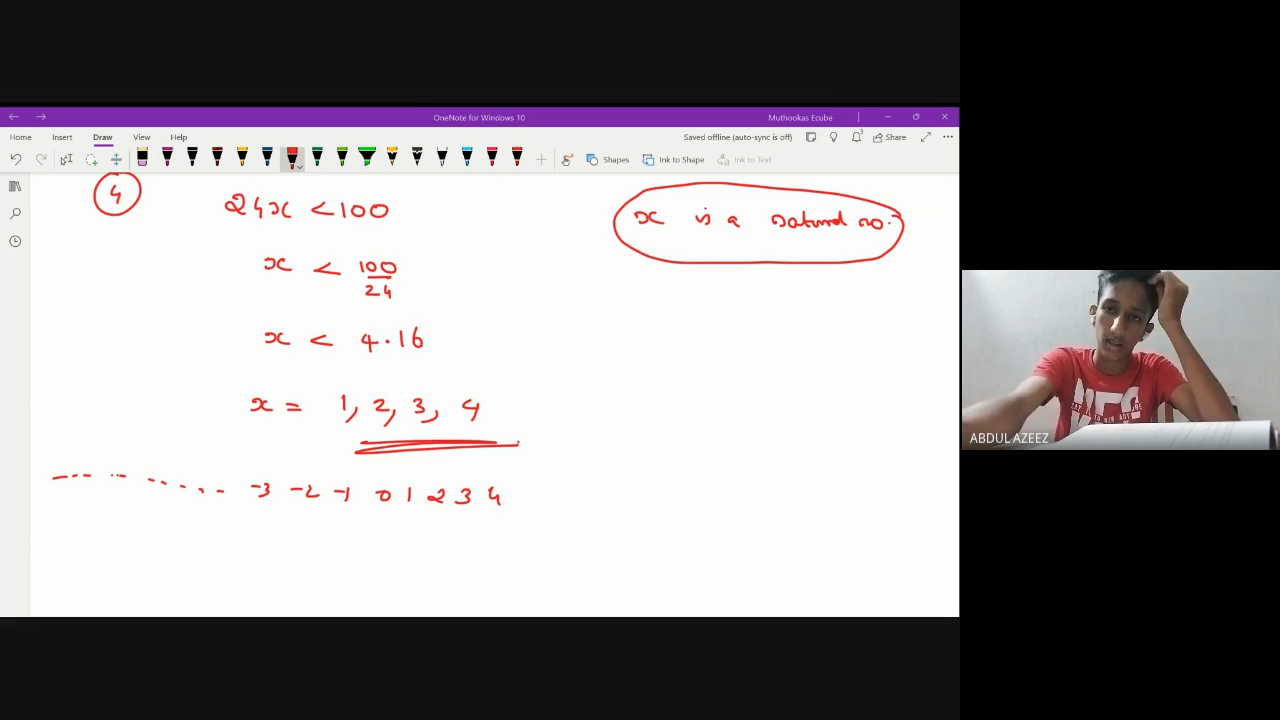 OneNote for Windows 10
Muthookas Ecube
Home Insert Draw View Help
Saved offline (auto-sync is off)
Share
Shapes
Ink to Shape
Ink to Text
4
24x < 100
x is a natural no.
x < 100
24
x < 4.16
x = 1, 2, 3, 4
-3 -2 -1 0 1 2 3 4
ABDUL AZEEZ